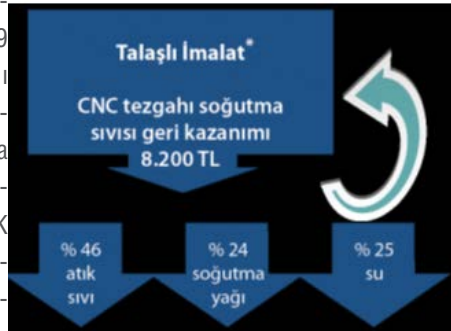 Talaşlı İmalat*
CNC tezgahı soğutma
sıvısı geri kazanımı
8.200 TL
% 46
atık
sıvı
% 24
soğutma
yağı
% 25
su